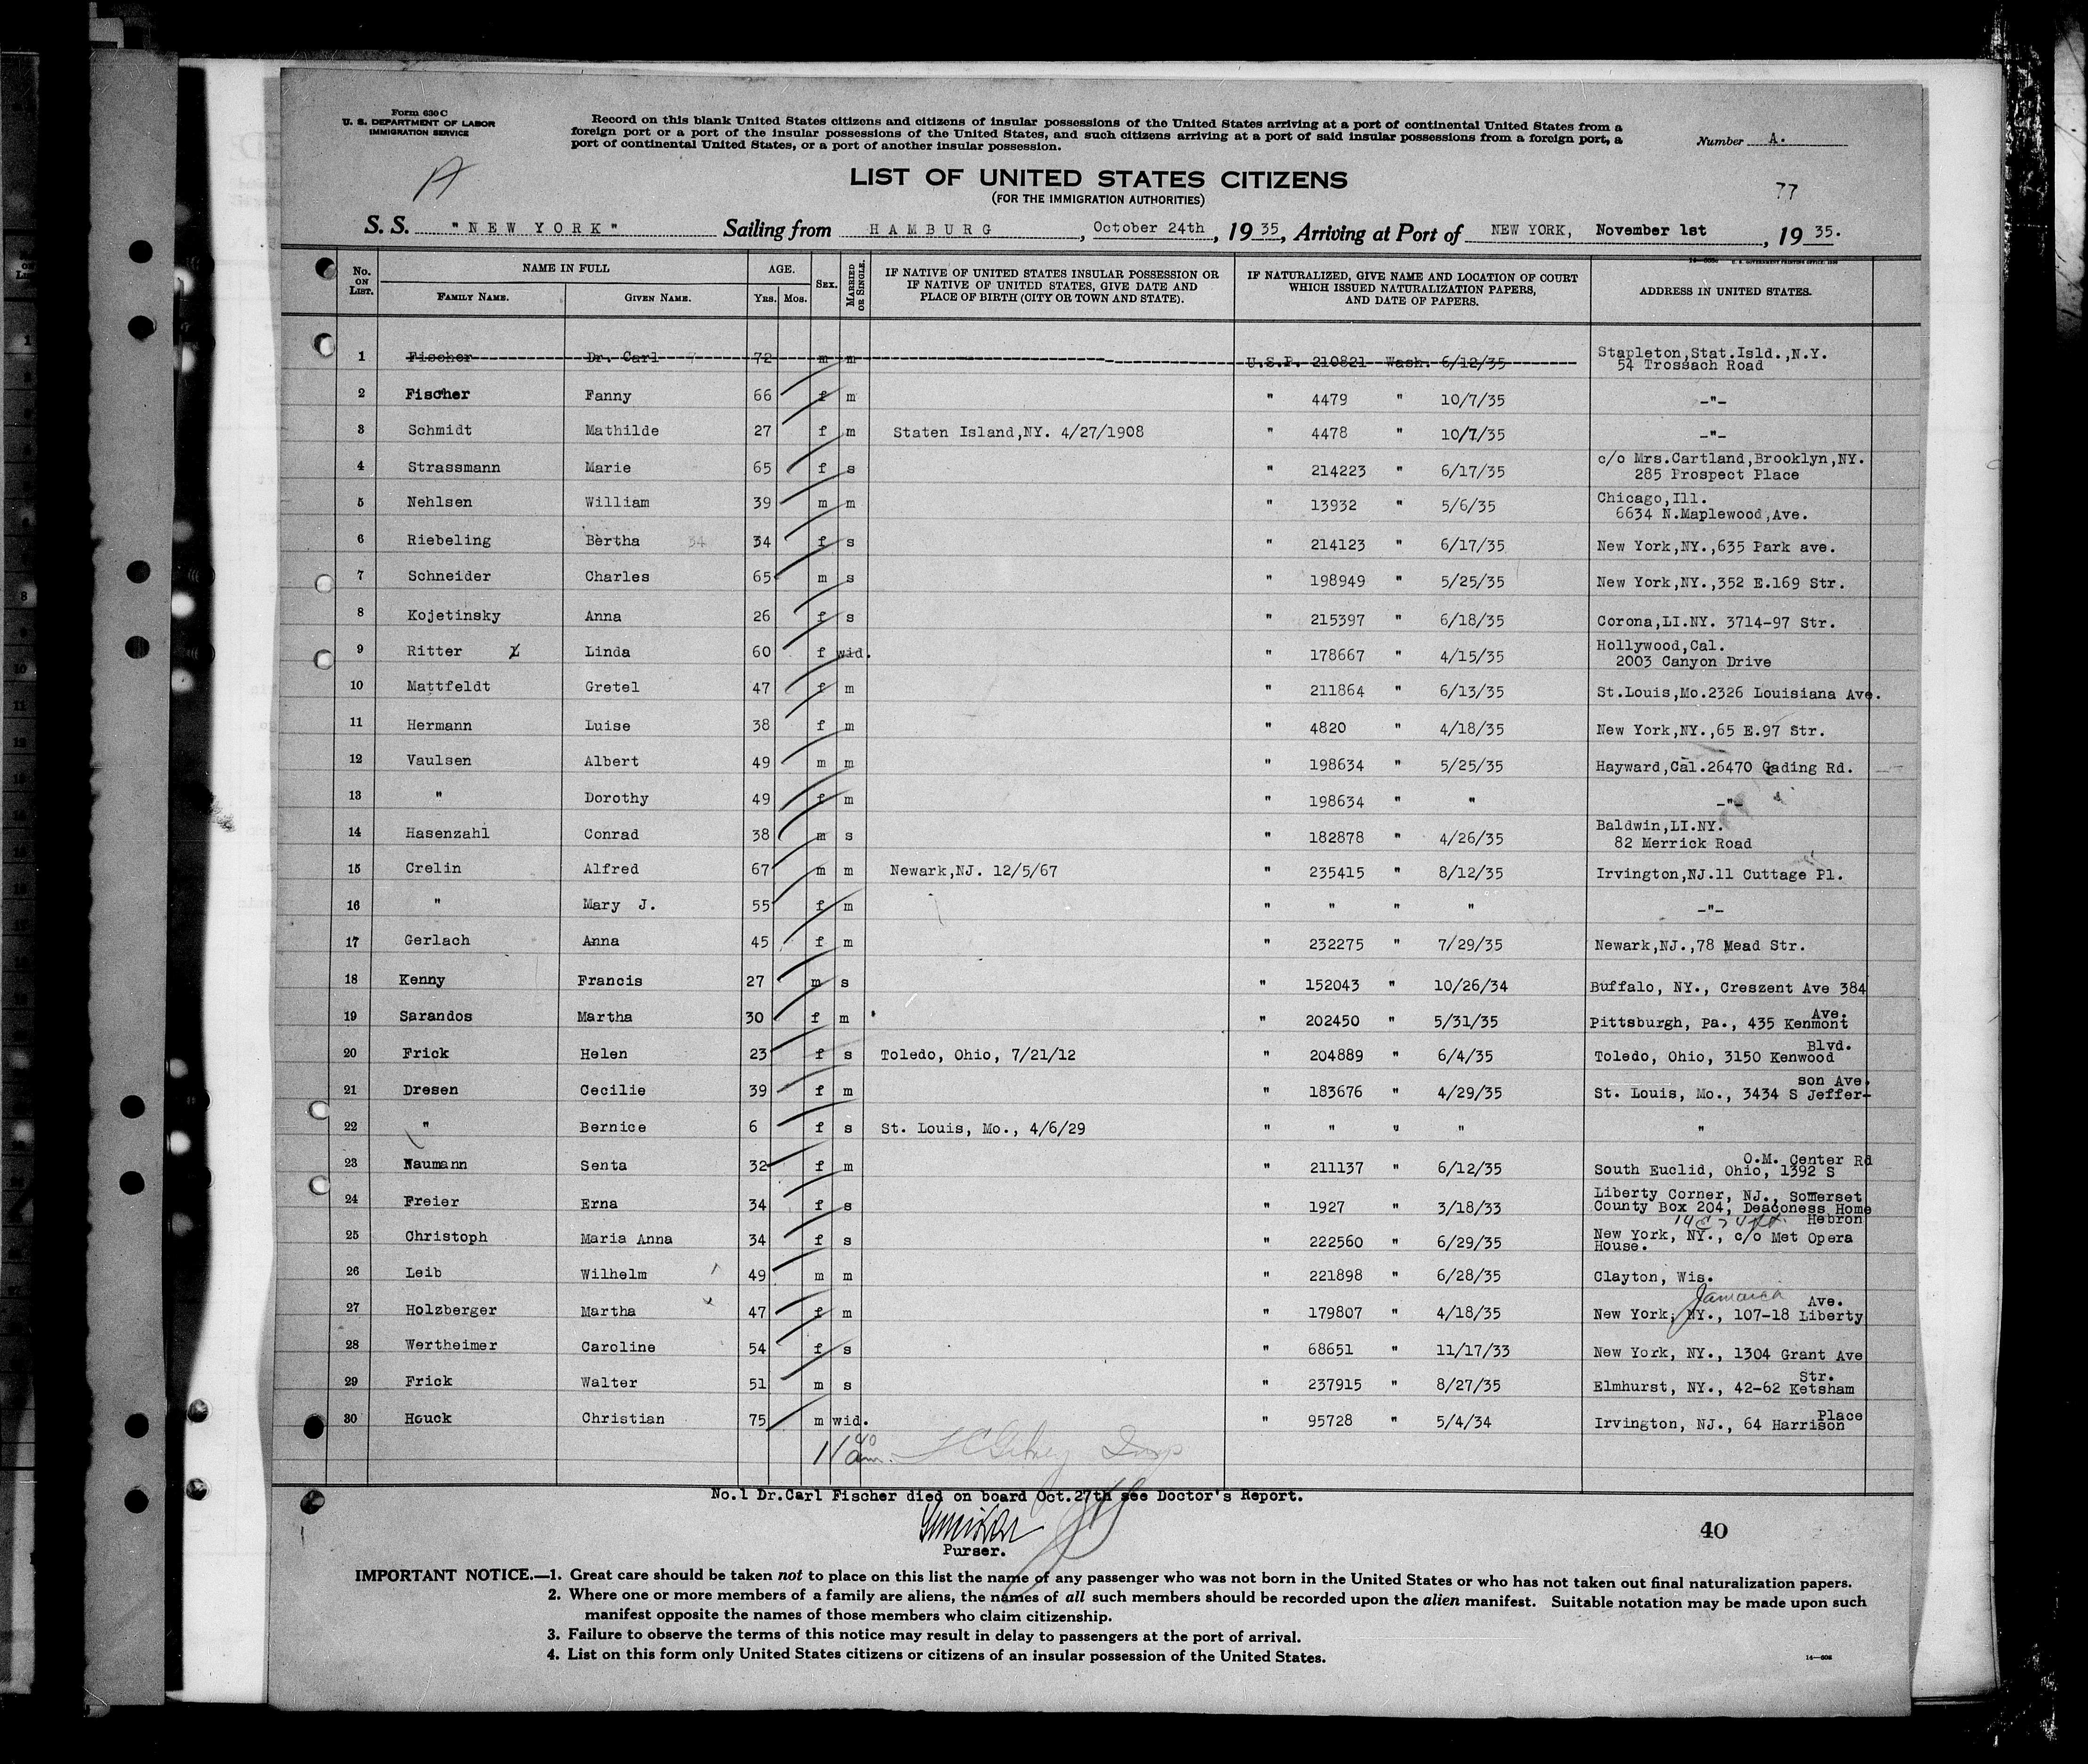 Form 630 C
U. S. DEPARTMENT OF LABOR
IMMIGRATION SERVICE
Record on this blank United States citizens and citizens of insular possessions of the United States arriving at a port of continental United States from a
foreign port or a port of the insular possessions of the United States, and such citizens arriving at a port of said insular possessions from a foreign port, a
port of continental United States, or a port of another insular possession.
Number A.
A
LIST OF UNITED STATES CITIZENS
(FOR THE IMMIGRATION AUTHORITIES)
77
S. S. "NEW YORK" Sailing from HAMBURG, October 24th, 1935, Arriving at Port of NEW YORK, November 1st, 1935.
No. ON LIST. NAME IN FULL FAMILY NAME. GIVEN NAME. AGE. YRS. MOS. SEX. MARRIED OR SINGLE. IF NATIVE OF UNITED STATES INSULAR POSSESSION OR IF NATIVE OF UNITED STATES, GIVE DATE AND PLACE OF BIRTH (CITY OR TOWN AND STATE). IF NATURALIZED, GIVE NAME AND LOCATION OF COURT WHICH ISSUED NATURALIZATION PAPERS, AND DATE OF PAPERS. ADDRESS IN UNITED STATES.
1 Fischer Dr. Carl 72 m m U.S.P. 210821 Wash. 6/12/35 Stapleton,Stat.Isld.,N.Y.
54 Trossach Road
2 Fischer Fanny 66 f m " 4479 " 10/7/35 -"-
3 Schmidt Mathilde 27 f m Staten Island,NY. 4/27/1908 " 4478 " 10/7/35 -"-
4 Strassmann Marie 65 f s " 214223 " 6/17/35 c/o Mrs.Cartland,Brooklyn,NY.
285 Prospect Place
5 Nehlsen William 39 m m " 13932 " 5/6/35 Chicago,Ill.
6634 N.Maplewood,Ave.
6 Riebeling Bertha 34 34 f s " 214123 " 6/17/35 New York,NY.,635 Park ave.
7 Schneider Charles 65 m s " 198949 " 5/25/35 New York,NY.,352 E.169 Str.
8 Kojetinsky Anna 26 f s " 215397 " 6/18/35 Corona,LI.NY. 3714-97 Str.
9 Ritter Linda 60 f wid. " 178667 " 4/15/35 Hollywood,Cal.
2003 Canyon Drive
10 Mattfeldt Gretel 47 f m " 211864 " 6/13/35 St.Louis,Mo.2326 Louisiana Ave.
11 Hermann Luise 38 f m " 4820 " 4/18/35 New York,NY.,65 E.97 Str.
12 Vaulsen Albert 49 m m " 198634 " 5/25/35 Hayward,Cal.26470 Gading Rd.
13 " Dorothy 49 f m " 198634 " " -"-
14 Hasenzahl Conrad 38 m s " 182878 " 4/26/35 Baldwin,LI.NY.
82 Merrick Road
15 Crelin Alfred 67 m m Newark,NJ. 12/5/67 " 235415 " 8/12/35 Irvington,NJ.11 Cuttage Pl.
16 " Mary J. 55 f m " " " " -"-
17 Gerlach Anna 45 f m " 232275 " 7/29/35 Newark,NJ.,78 Mead Str.
18 Kenny Francis 27 m s " 152043 " 10/26/34 Buffalo, NY., Creszent Ave 384
19 Sarandos Martha 30 f m " 202450 " 5/31/35 Pittsburgh, Pa., 435 Kenmont Ave.
20 Frick Helen 23 f s Toledo, Ohio, 7/21/12 " 204889 " 6/4/35 Toledo, Ohio, 3150 Kenwood Blvd.
21 Dresen Cecilie 39 f m " 183676 " 4/29/35 St. Louis, Mo., 3434 S Jeffer-
son Ave.
22 " Bernice 6 f s St. Louis, Mo., 4/6/29 " " " " "
23 Naumann Senta 32 f m " 211137 " 6/12/35 South Euclid, Ohio, 1392 S
O.M. Center Rd
24 Freier Erna 34 f s " 1927 " 3/18/33 Liberty Corner, NJ., Somerset
County Box 204, Deaconess Home
Hebron
25 Christoph Maria Anna 34 f s " 222560 " 6/29/35 New York, NY., c/o Met Opera
House.
26 Leib Wilhelm 49 m m " 221898 " 6/28/35 Clayton, Wis.
Jamaica
27 Holzberger Martha 47 f m " 179807 " 4/18/35 New York, NY., 107-18 Liberty Ave.
28 Wertheimer Caroline 54 f s " 68651 " 11/17/33 New York, NY., 1304 Grant Ave
29 Frick Walter 51 m s " 237915 " 8/27/35 Elmhurst, NY., 42-62 Ketsham Str.
30 Houck Christian 75 m wid. " 95728 " 5/4/34 Irvington, NJ., 64 Harrison Place
No.1 Dr.Carl Fischer died on board Oct.27th see Doctor's Report.
Purser.
40
IMPORTANT NOTICE.—1. Great care should be taken not to place on this list the name of any passenger who was not born in the United States or who has not taken out final naturalization papers.
2. Where one or more members of a family are aliens, the names of all such members should be recorded upon the alien manifest. Suitable notation may be made upon such
manifest opposite the names of those members who claim citizenship.
3. Failure to observe the terms of this notice may result in delay to passengers at the port of arrival.
4. List on this form only United States citizens or citizens of an insular possession of the United States.